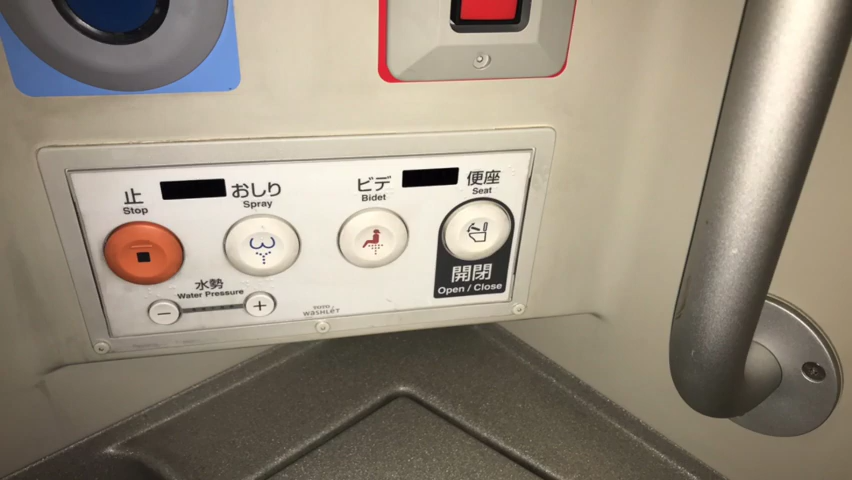 止
Stop
おしり
Spray
ビデ
Bidet
便座
Seat
水勢
Water Pressure
− +
開閉
Open / Close
TOTO
WASHLET